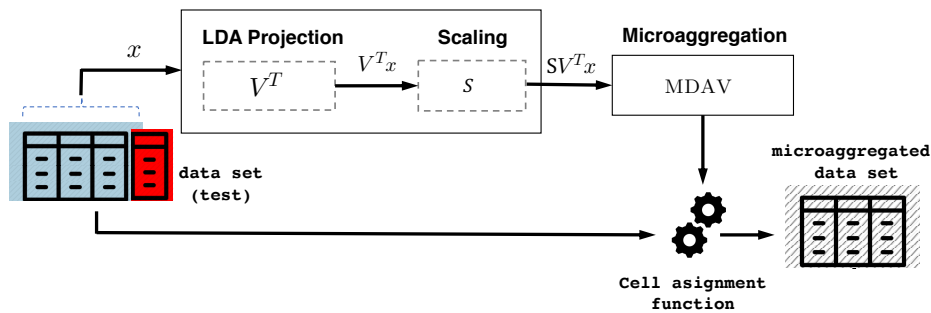 LDA Projection
Scaling
Microaggregation
x
V^T
V^T x
S
SV^T x
MDAV
data set
(test)
microaggregated
data set
Cell asignment
function